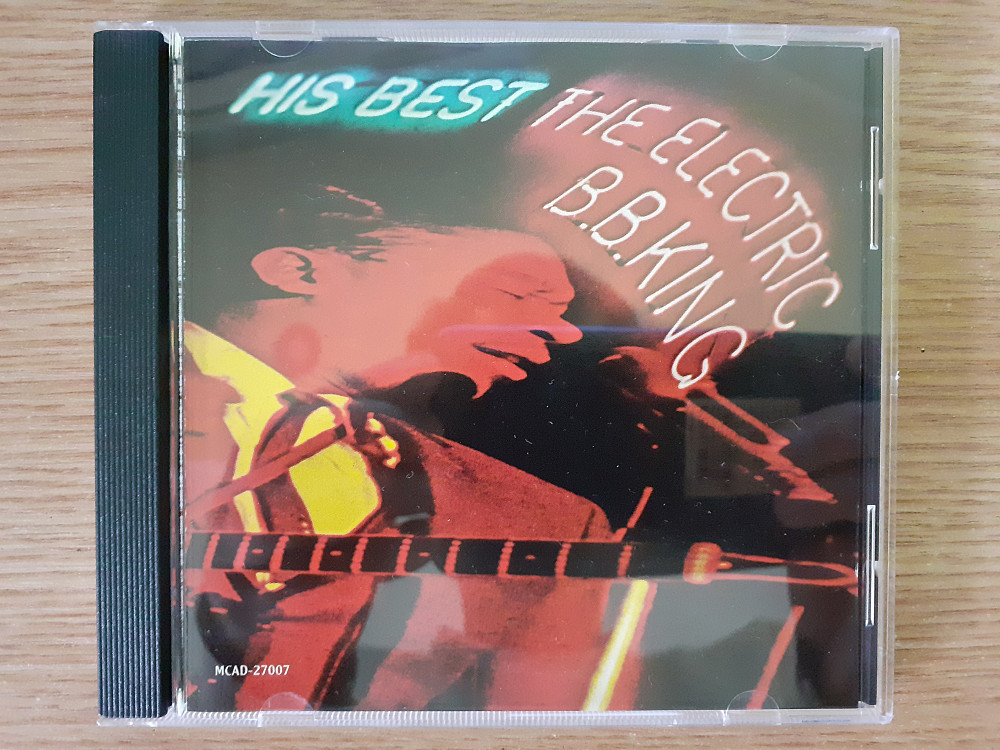 HIS BEST
THE ELECTRIC
B.B.KING
MCAD-27007